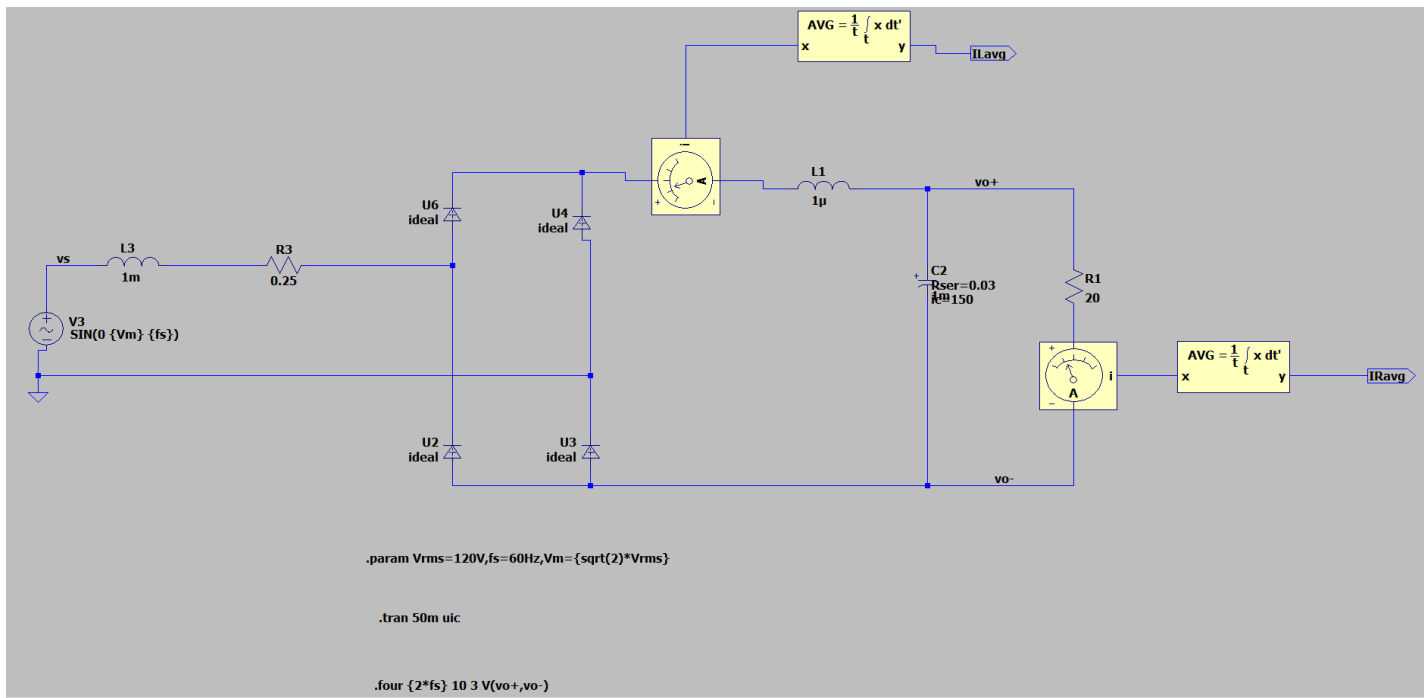 AVG = 1/t ∫ x dt'
t
x y
ILavg
i
A
+ -
L1
1µ
vo+
U6
ideal
U4
ideal
vs
L3
1m
R3
0.25
C2
Rser=0.03
1m
ic=150
+
R1
20
V3
SIN(0 {Vm} {fs})
+
A
i
-
AVG = 1/t ∫ x dt'
t
x y
IRavg
U2
ideal
U3
ideal
vo-
.param Vrms=120V,fs=60Hz,Vm={sqrt(2)*Vrms}
.tran 50m uic
.four {2*fs} 10 3 V(vo+,vo-)